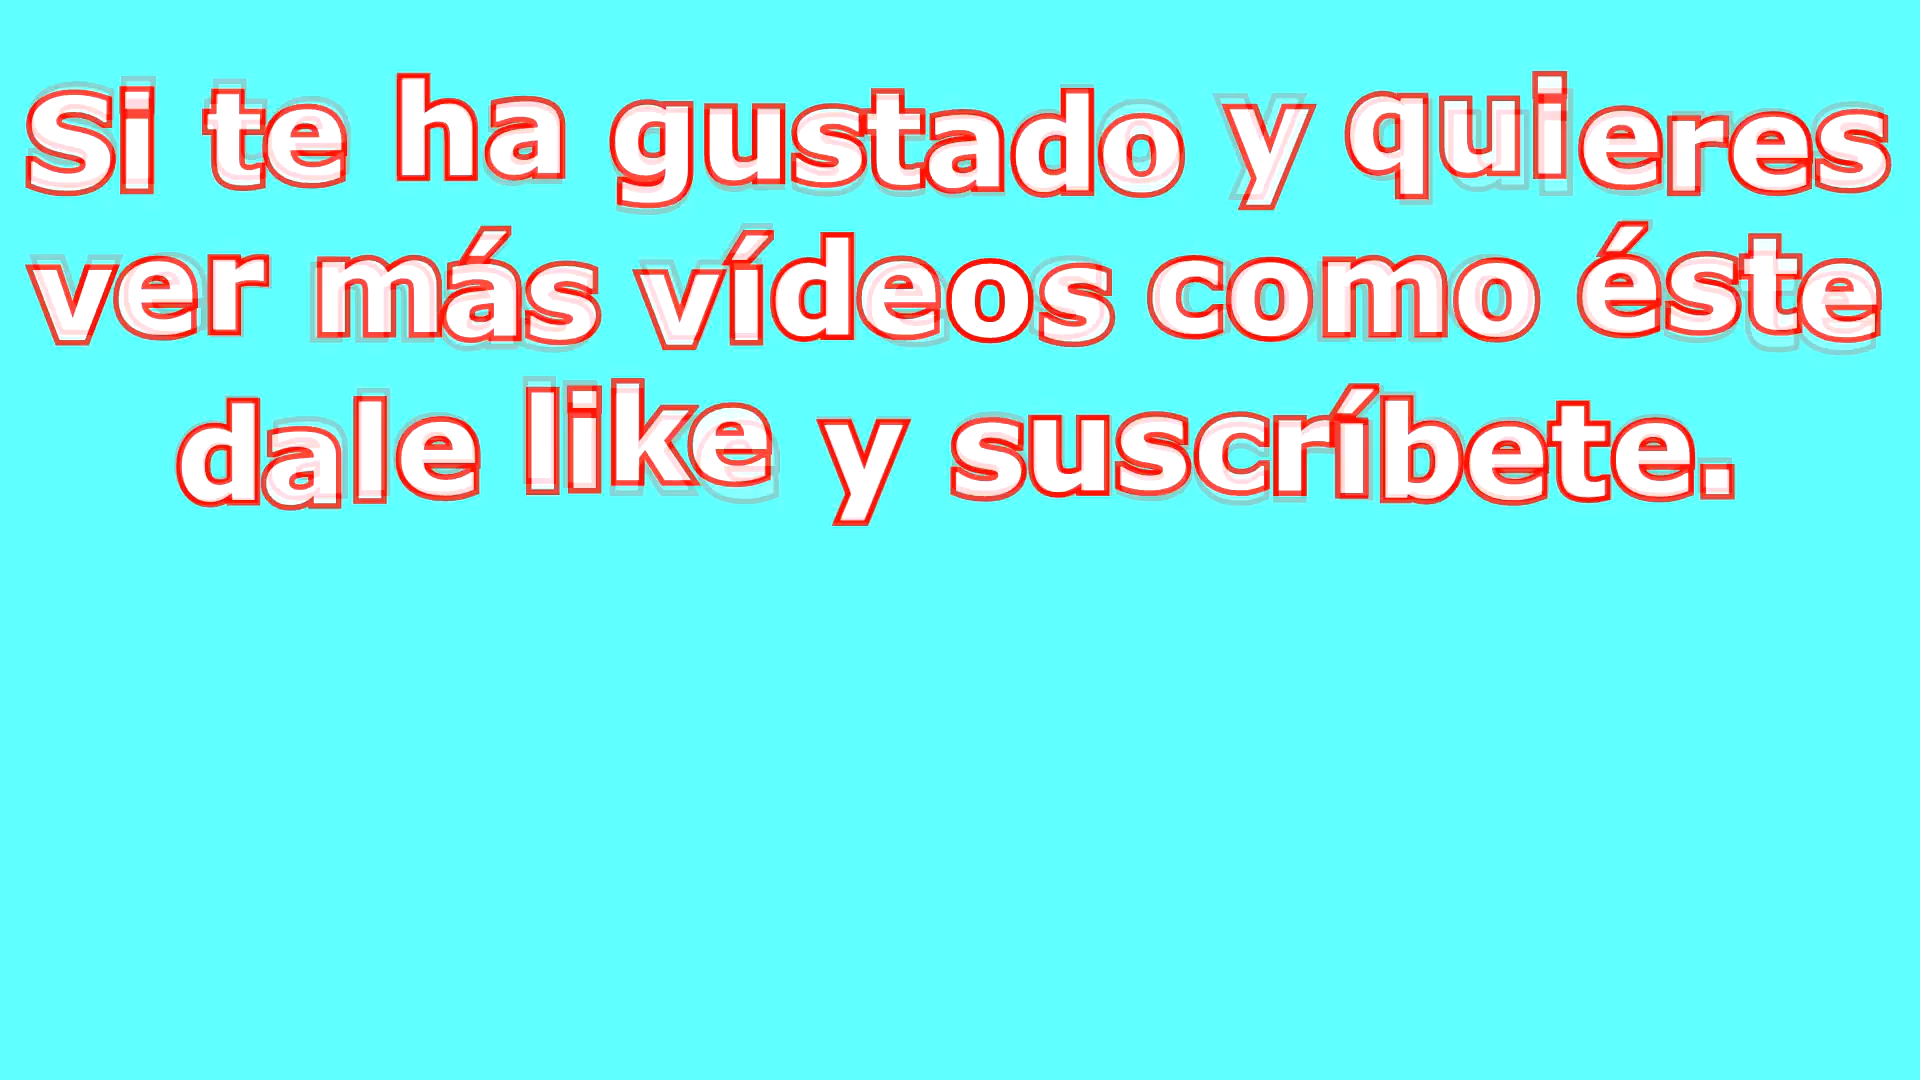 Si te ha gustado y quieres
ver más vídeos como éste
dale like y suscríbete.